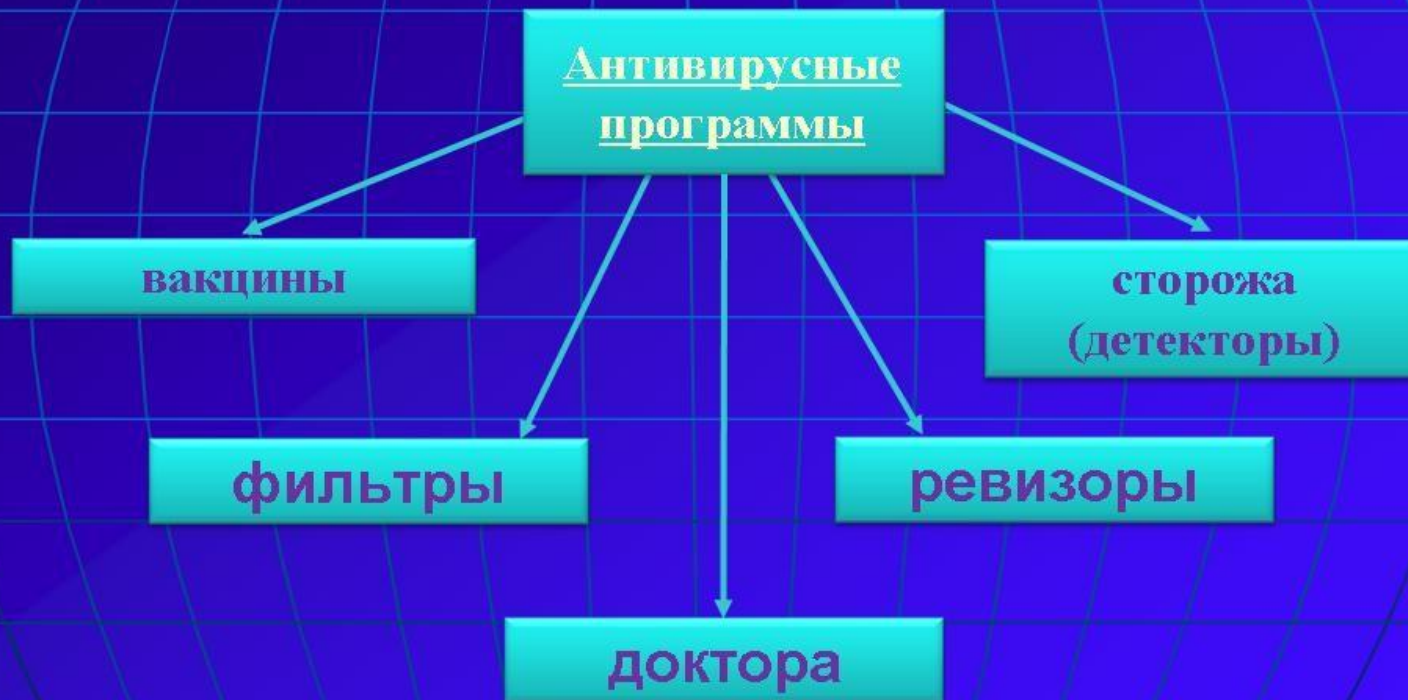 Антивирусные
программы
вакцины
сторожа
(детекторы)
фильтры
ревизоры
доктора